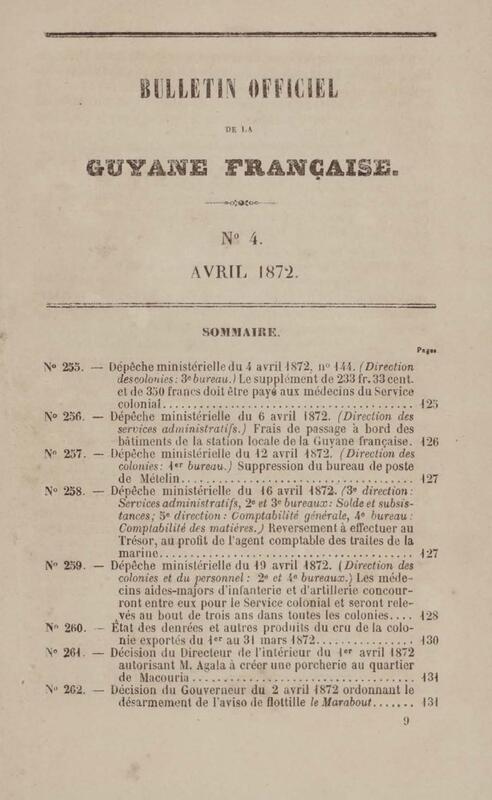 BULLETIN OFFICIEL
DE LA
GUYANE FRANÇAISE.
N° 4.
AVRIL 1872.
SOMMAIRE.
Pages
N° 255. — Dépêche ministérielle du 4 avril 1872, n° 144. (Direction
des colonies: 3e bureau.) Le supplément de 233 fr. 33 cent.
et de 350 francs doit être payé aux médecins du Service
colonial........ 125
N° 256. — Dépêche ministérielle du 6 avril 1872. (Direction des
services administratifs.) Frais de passage à bord des
bâtiments de la station locale de la Guyane française. 126
N° 257. — Dépêche ministérielle du 12 avril 1872. (Direction des
colonies: 1er bureau.) Suppression du bureau de poste
de Mételin........ 127
N° 258. — Dépêche ministérielle du 16 avril 1872. (3e direction:
Services administratifs, 2e et 3e bureaux: Solde et subsis-
tances; 5e direction: Comptabilité générale, 4e bureau:
Comptabilité des matières.) Reversement à effectuer au
Trésor, au profit de l'agent comptable des traites de la
marine........ 127
N° 259. — Dépêche ministérielle du 19 avril 1872. (Direction des
colonies et du personnel: 2e et 4e bureaux.) Les méde-
cins aides-majors d'infanterie et d'artillerie concour-
ront entre eux pour le Service colonial et seront rele-
vés au bout de trois ans dans toutes les colonies.... 128
N° 260. — État des denrées et autres produits du cru de la colo-
nie exportés du 1er au 31 mars 1872........ 130
N° 261. — Décision du Directeur de l'intérieur du 1er avril 1872
autorisant M. Agala à créer une porcherie au quartier
de Macouria........ 131
N° 262. — Décision du Gouverneur du 2 avril 1872 ordonnant le
désarmement de l'aviso de flottille le Marabout....... 131
9